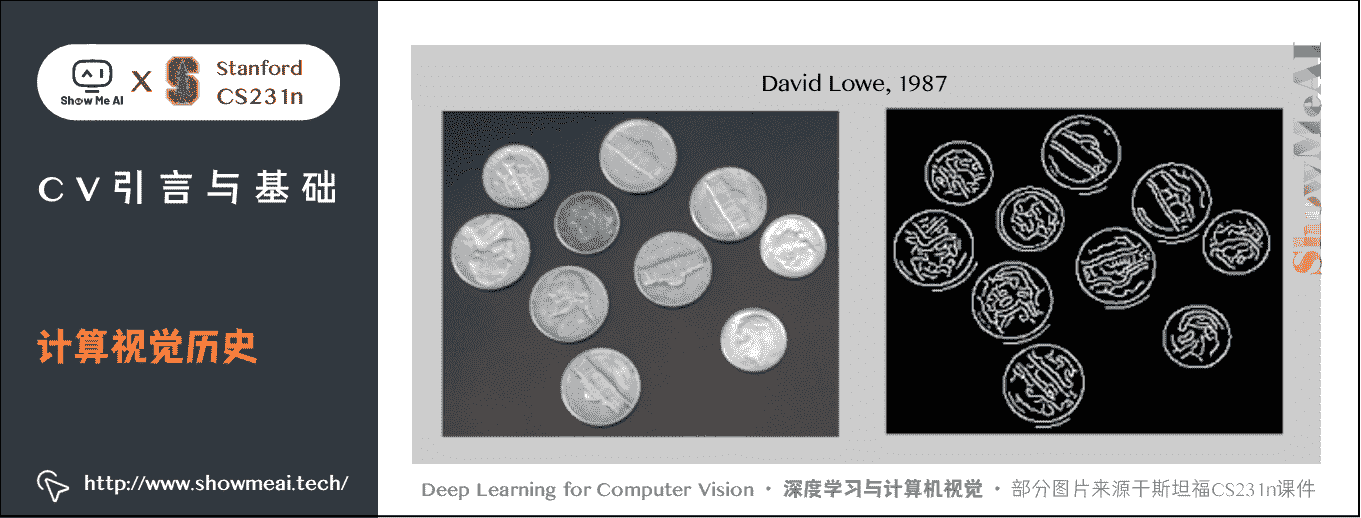 Show Me AI
X
S
Stanford
CS231n
CV引言与基础
计算视觉历史
http://www.showmeai.tech/
David Lowe, 1987
ShowMeAI
Deep Learning for Computer Vision · 深度学习与计算机视觉 · 部分图片来源于斯坦福CS231n课件